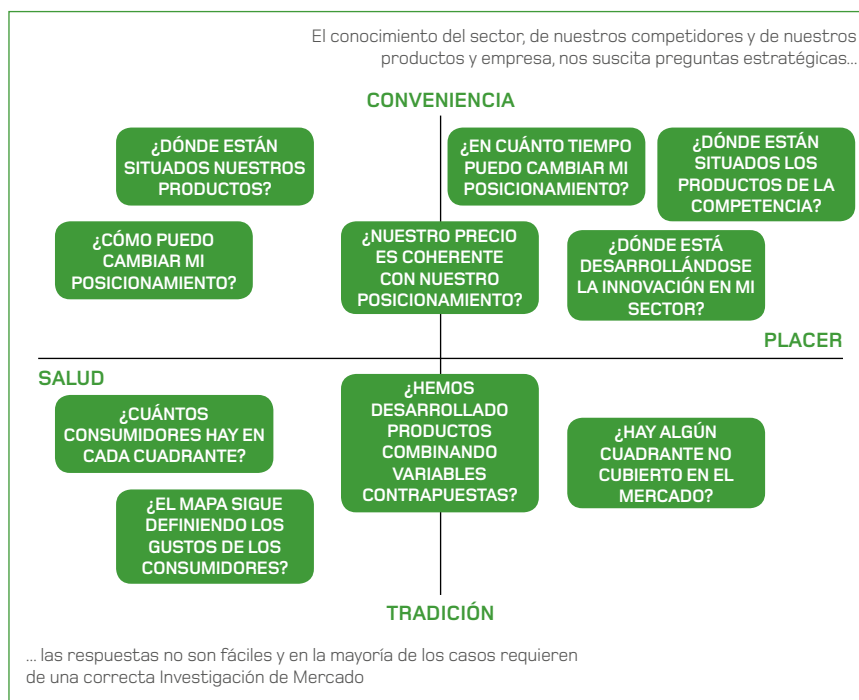 El conocimiento del sector, de nuestros competidores y de nuestros
productos y empresa, nos suscita preguntas estratégicas...
CONVENIENCIA
¿DÓNDE ESTÁN
SITUADOS NUESTROS
PRODUCTOS?
¿EN CUÁNTO TIEMPO
PUEDO CAMBIAR MI
POSICIONAMIENTO?
¿DÓNDE ESTÁN
SITUADOS LOS
PRODUCTOS DE LA
COMPETENCIA?
¿CÓMO PUEDO
CAMBIAR MI
POSICIONAMIENTO?
¿NUESTRO PRECIO
ES COHERENTE
CON NUESTRO
POSICIONAMIENTO?
¿DÓNDE ESTÁ
DESARROLLÁNDOSE
LA INNOVACIÓN EN MI
SECTOR?
PLACER
SALUD
¿CUÁNTOS
CONSUMIDORES HAY EN
CADA CUADRANTE?
¿HEMOS
DESARROLLADO
PRODUCTOS
COMBINANDO
VARIABLES
CONTRAPUESTAS?
¿HAY ALGÚN
CUADRANTE NO
CUBIERTO EN EL
MERCADO?
¿EL MAPA SIGUE
DEFINIENDO LOS
GUSTOS DE LOS
CONSUMIDORES?
TRADICIÓN
... las respuestas no son fáciles y en la mayoría de los casos requieren
de una correcta Investigación de Mercado